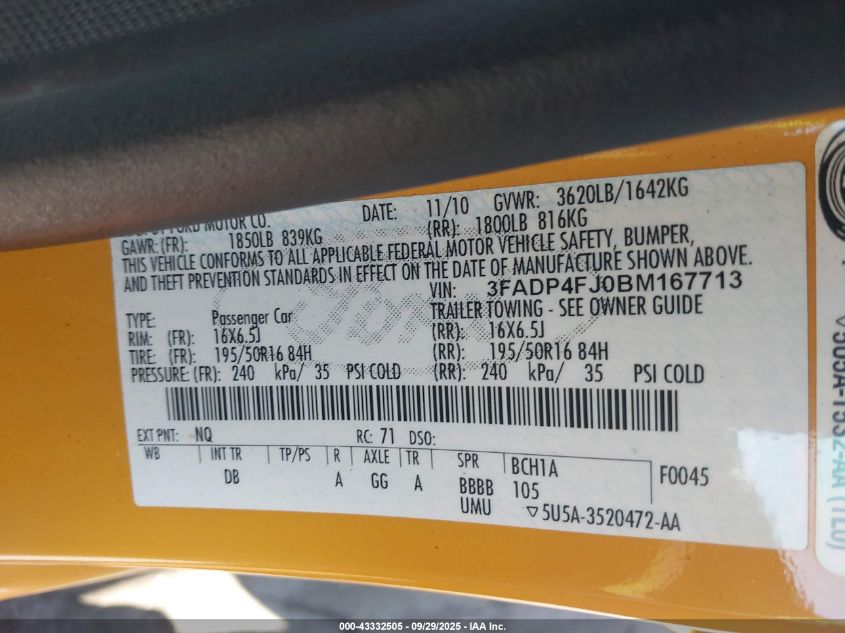 FORD MOTOR CO. DATE: 11/10 GVWR: 3620LB/1642KG
GAWR: (FR): 1850LB 839KG (RR): 1800LB 816KG
THIS VEHICLE CONFORMS TO ALL APPLICABLE FEDERAL MOTOR VEHICLE SAFETY, BUMPER,
AND THEFT PREVENTION STANDARDS IN EFFECT ON THE DATE OF MANUFACTURE SHOWN ABOVE.
VIN: 3FADP4FJ0BM167713
TYPE: Passenger Car TRAILER TOWING - SEE OWNER GUIDE
RIM: (FR): 16X6.5J (RR): 16X6.5J
TIRE: (FR): 195/50R16 84H (RR): 195/50R16 84H
PRESSURE: (FR): 240 kPa/ 35 PSI COLD (RR): 240 kPa/ 35 PSI COLD
EXT PNT: NQ RC: 71 DSO:
WB INT TR TP/PS R AXLE TR SPR BCH1A F0045
DB A GG A BBBB 105
UMU ▽5U5A-3520472-AA
000-43332505 - 09/29/2025 - IAA Inc.